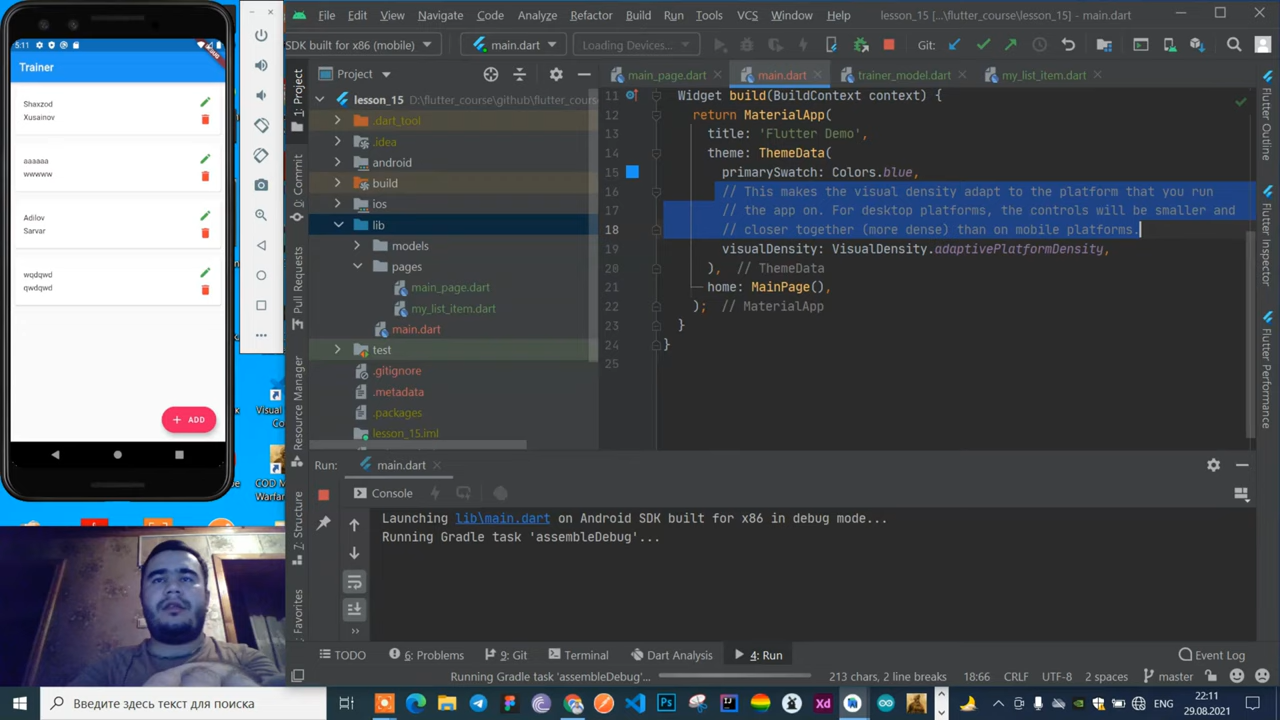 5:11
Trainer
Shaxzod
Xusainov
aaaaaa
wwwww
Adilov
Sarvar
wqdqwd
qwdqwd
+ ADD
File Edit View Navigate Code Analyze Refactor Build Run Tools VCS Window Help lesson_15 [...\flutter_course\lesson_15] - main.dart
SDK built for x86 (mobile) main.dart Loading Devices... Git:
1: Project
Commit
Pull Requests
Resource Manager
Z: Structure
Favorites
Project
lesson_15 D:\flutter_course\github\flutter_cours
.dart_tool
.idea
android
build
ios
lib
models
pages
main_page.dart
my_list_item.dart
main.dart
test
.gitignore
.metadata
.packages
lesson_15.iml
main_page.dart main.dart trainer_model.dart my_list_item.dart
11 Widget build(BuildContext context) {
12 return MaterialApp(
13 title: 'Flutter Demo',
14 theme: ThemeData(
15 primarySwatch: Colors.blue,
16 // This makes the visual density adapt to the platform that you run
17 // the app on. For desktop platforms, the controls will be smaller and
18 // closer together (more dense) than on mobile platforms.
19 visualDensity: VisualDensity.adaptivePlatformDensity,
20 ), // ThemeData
21 home: MainPage(),
22 ); // MaterialApp
23 }
24 }
25
Flutter Outline
Flutter Inspector
Flutter Performance
Run: main.dart
Console
Launching lib\main.dart on Android SDK built for x86 in debug mode...
Running Gradle task 'assembleDebug'...
TODO 6: Problems 9: Git Terminal Dart Analysis 4: Run Event Log
Running Gradle task 'assembleDebug'... 213 chars, 2 line breaks 18:66 CRLF UTF-8 2 spaces master
Visual
COD M
Warfa
Введите здесь текст для поиска
ENG
22:11
29.08.2021